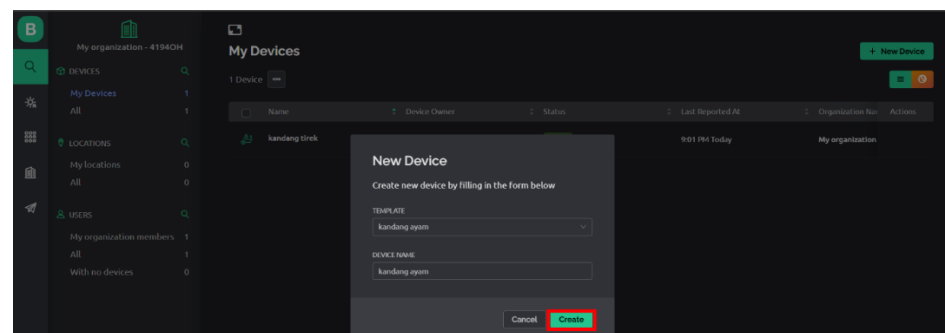 B
My organization - 4194OH
DEVICES
My Devices 1
All 1
LOCATIONS
My locations 0
All 0
USERS
My organization members 1
All 1
With no devices 0
My Devices
+ New Device
1 Device
Name Device Owner Status Last Reported At Organization Nar Actions
kandang tirek 9:01 PM Today My organization
New Device
Create new device by filling in the form below
TEMPLATE
kandang ayam
DEVICE NAME
kandang ayam
Cancel Create